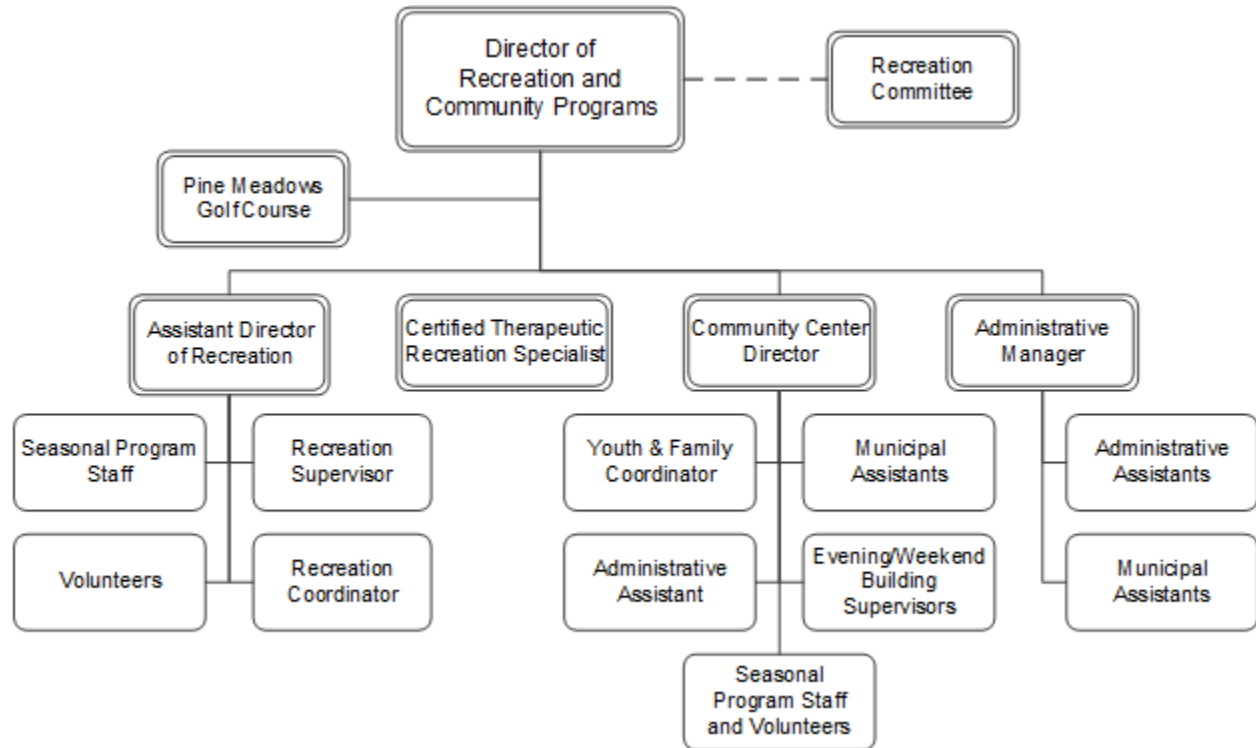 Director of
Recreation and
Community Programs
Recreation
Committee
Pine Meadows
Golf Course
Assistant Director
of Recreation
Certified Therapeutic
Recreation Specialist
Community Center
Director
Administrative
Manager
Seasonal Program
Staff
Recreation
Supervisor
Youth & Family
Coordinator
Municipal
Assistants
Administrative
Assistants
Volunteers
Recreation
Coordinator
Administrative
Assistant
Evening/Weekend
Building
Supervisors
Municipal
Assistants
Seasonal
Program Staff
and Volunteers